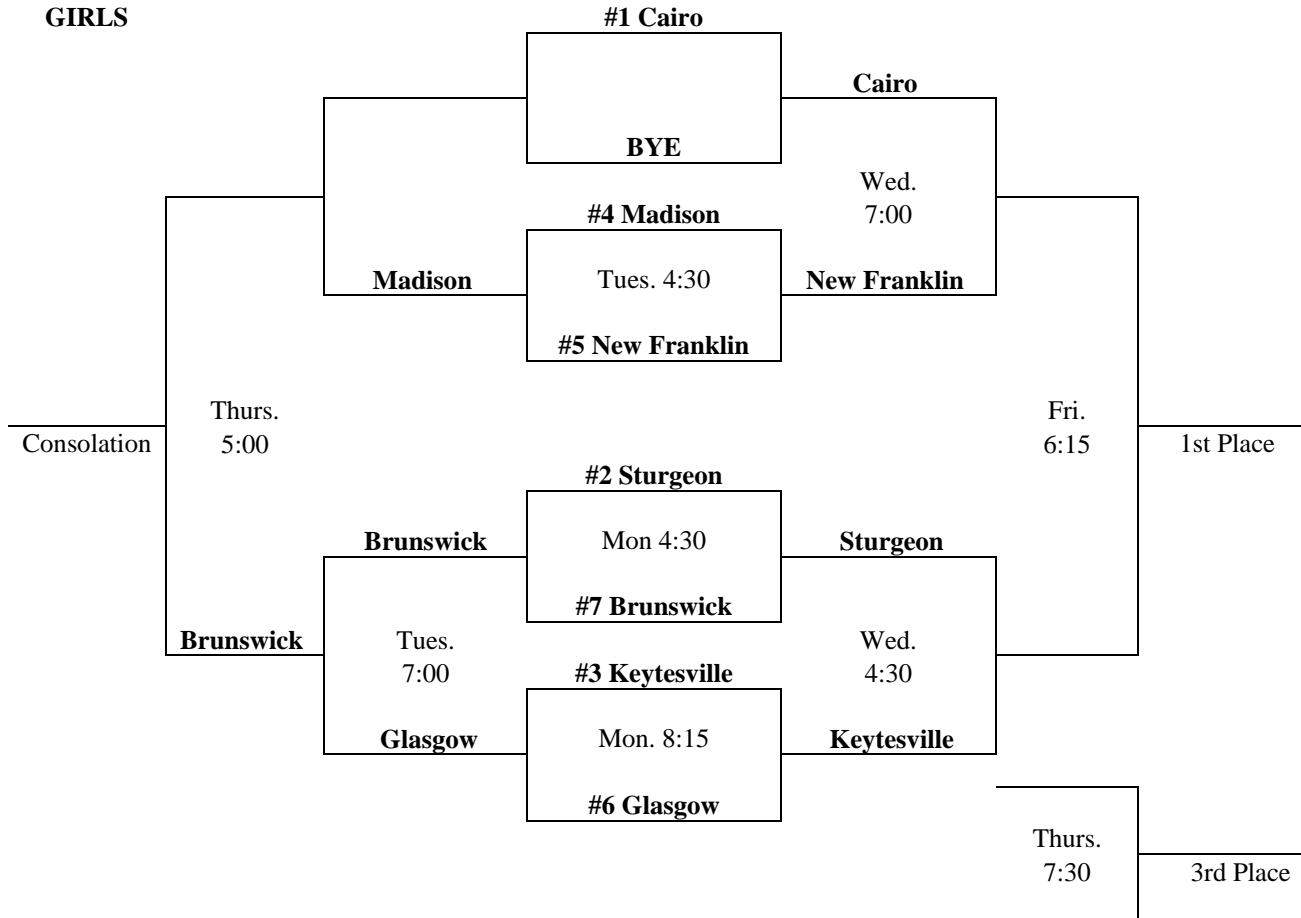 GIRLS
#1 Cairo
Cairo
BYE
Wed.
7:00
#4 Madison
Madison
Tues. 4:30
New Franklin
#5 New Franklin
Thurs.
5:00
Fri.
6:15
Consolation
1st Place
#2 Sturgeon
Brunswick
Mon 4:30
Sturgeon
#7 Brunswick
Brunswick
Tues.
7:00
Wed.
4:30
#3 Keytesville
Glasgow
Mon. 8:15
Keytesville
#6 Glasgow
Thurs.
7:30
3rd Place